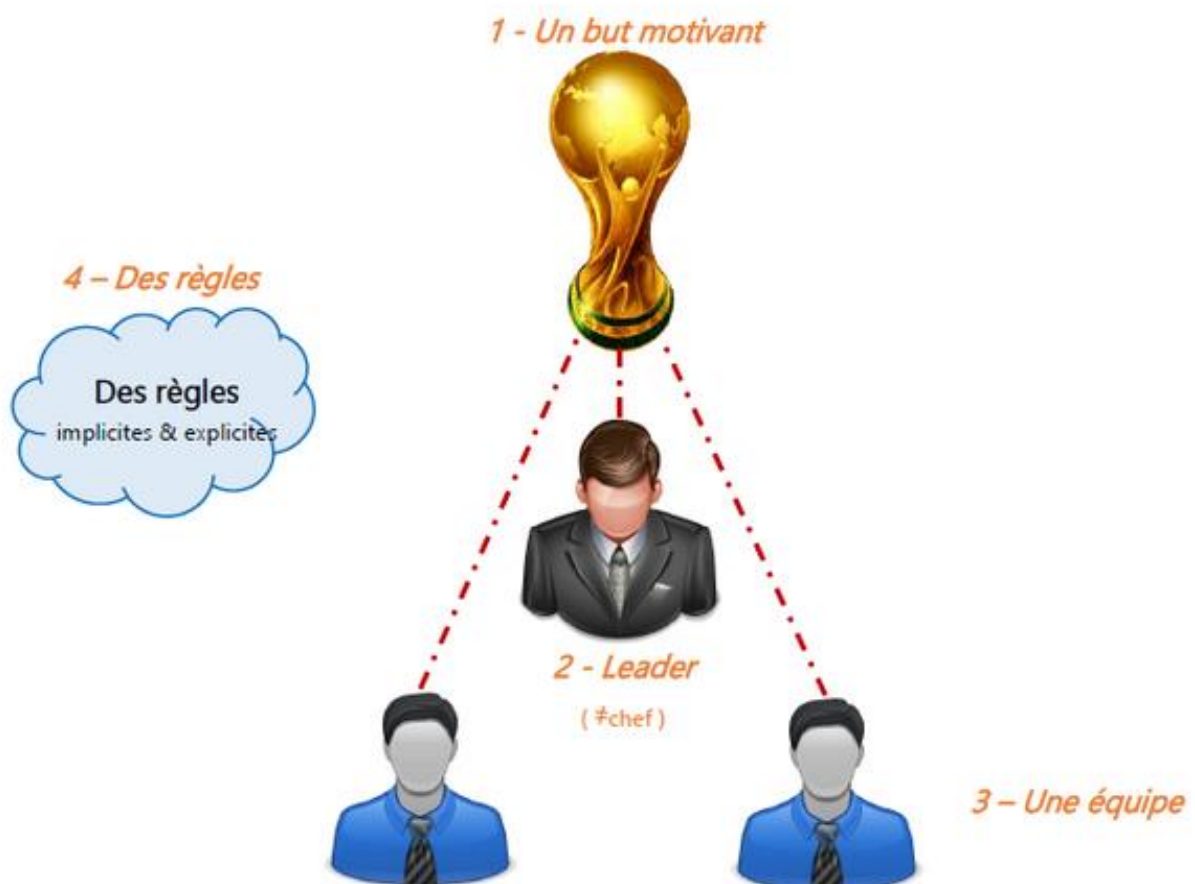 1 - Un but motivant
4 – Des règles
Des règles
implicites & explicites
2 - Leader
( ≠chef )
3 – Une équipe